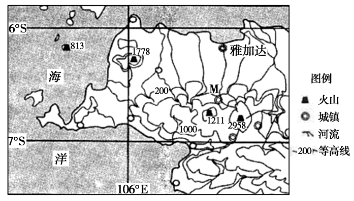 6°S
813
1778
雅加达
海
200
M
1000
1211
2958
洋
7°S
106°E
图例
火山
城镇
河流
200 等高线